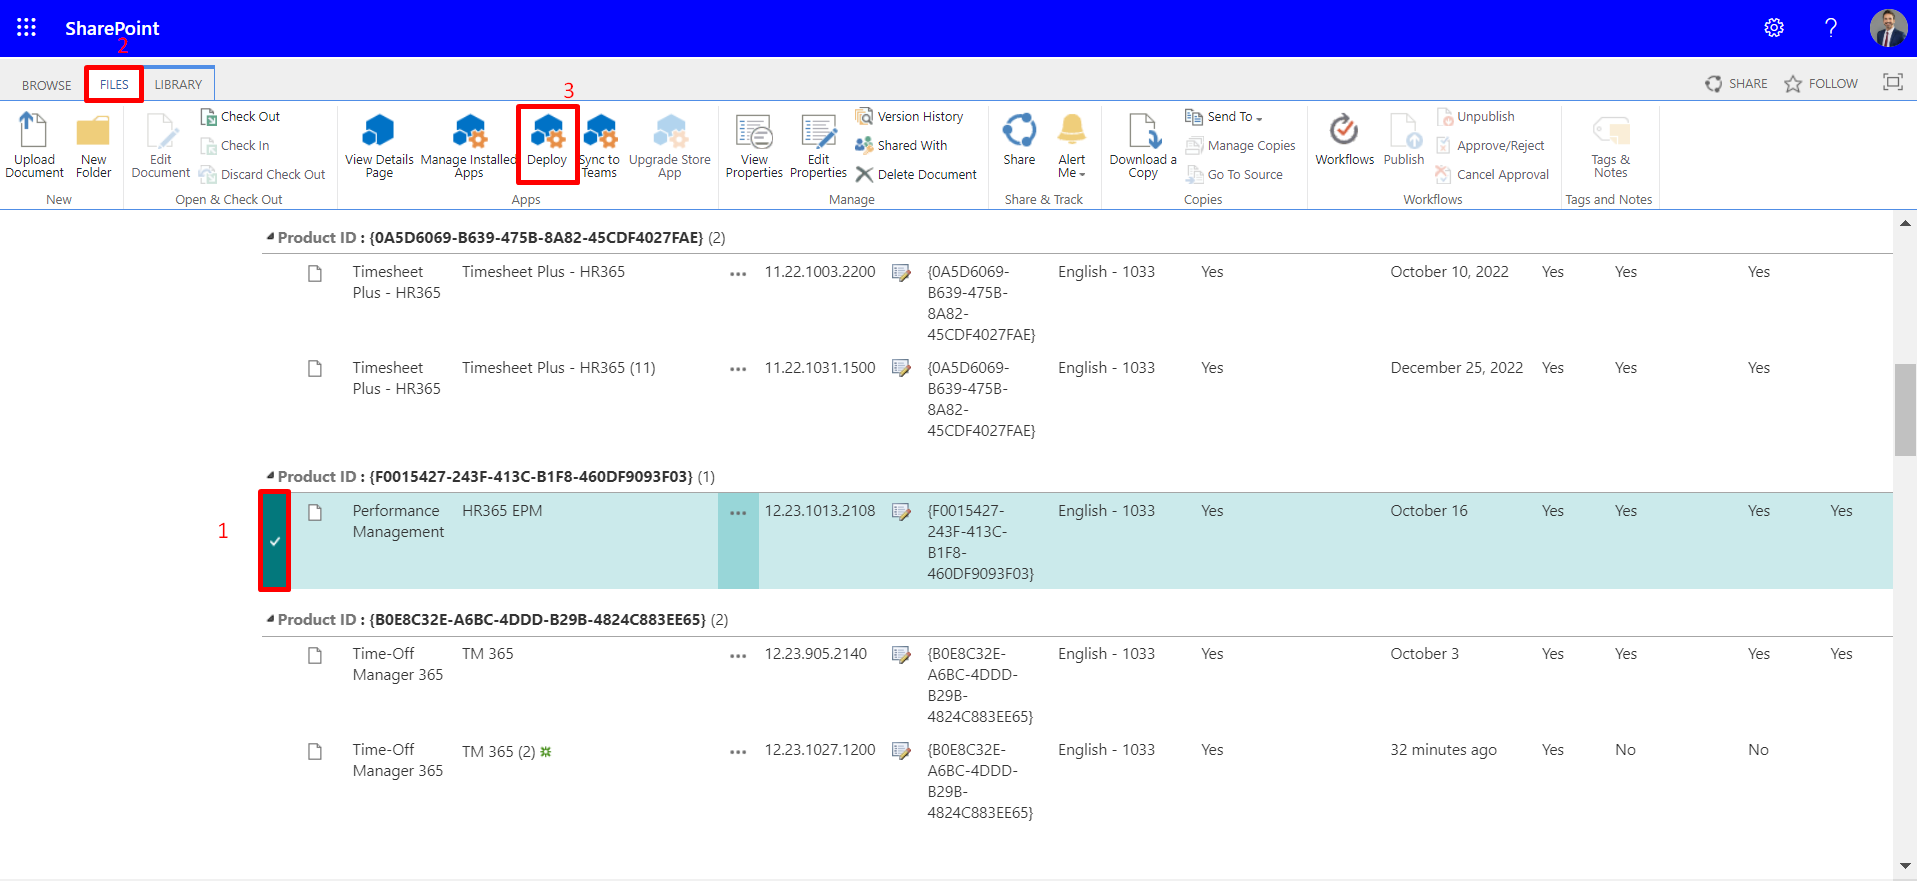 SharePoint
2
BROWSE FILES LIBRARY
SHARE FOLLOW
3
Upload Document
New Folder
New
Edit Document
Check Out
Check In
Discard Check Out
Open & Check Out
View Details Page
Manage Installed Apps
Deploy
Sync to Teams
Upgrade Store App
Apps
View Properties
Edit Properties
Version History
Shared With
Delete Document
Manage
Share
Alert Me
Share & Track
Download a Copy
Send To
Manage Copies
Go To Source
Copies
Workflows
Publish
Unpublish
Approve/Reject
Cancel Approval
Workflows
Tags & Notes
Tags and Notes
Product ID : {0A5D6069-B639-475B-8A82-45CDF4027FAE} (2)
Timesheet Timesheet Plus - HR365 ... 11.22.1003.2200 {0A5D6069- English - 1033 Yes October 10, 2022 Yes Yes Yes
Plus - HR365 B639-475B-
8A82-
45CDF4027FAE}
Timesheet Timesheet Plus - HR365 (11) ... 11.22.1031.1500 {0A5D6069- English - 1033 Yes December 25, 2022 Yes Yes Yes
Plus - HR365 B639-475B-
8A82-
45CDF4027FAE}
Product ID : {F0015427-243F-413C-B1F8-460DF9093F03} (1)
1
Performance HR365 EPM ... 12.23.1013.2108 {F0015427- English - 1033 Yes October 16 Yes Yes Yes Yes
Management 243F-413C-
B1F8-
460DF9093F03}
Product ID : {B0E8C32E-A6BC-4DDD-B29B-4824C883EE65} (2)
Time-Off TM 365 ... 12.23.905.2140 {B0E8C32E- English - 1033 Yes October 3 Yes Yes Yes Yes
Manager 365 A6BC-4DDD-
B29B-
4824C883EE65}
Time-Off TM 365 (2) ... 12.23.1027.1200 {B0E8C32E- English - 1033 Yes 32 minutes ago Yes No No
Manager 365 A6BC-4DDD-
B29B-
4824C883EE65}